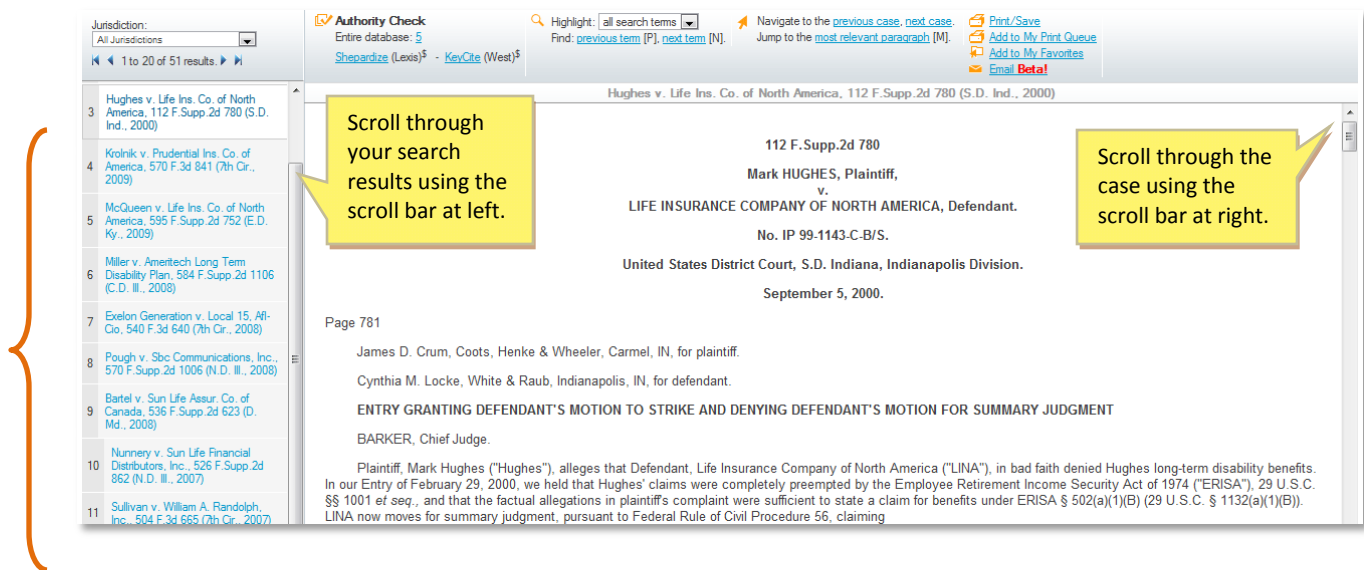 Jurisdiction:
All Jurisdictions
1 to 20 of 51 results.
Authority Check
Entire database: 5
Shepardize (Lexis)$ - KeyCite (West)$
Highlight: all search terms
Find: previous term [P], next term [N].
Navigate to the previous case, next case.
Jump to the most relevant paragraph [M].
Print/Save
Add to My Print Queue
Add to My Favorites
Email Beta!
3 Hughes v. Life Ins. Co. of North
America, 112 F.Supp.2d 780 (S.D.
Ind., 2000)
4 Krolnik v. Prudential Ins. Co. of
America, 570 F.3d 841 (7th Cir.,
2009)
5 McQueen v. Life Ins. Co. of North
America, 595 F.Supp.2d 752 (E.D.
Ky., 2009)
6 Miller v. Ameritech Long Term
Disability Plan, 584 F.Supp.2d 1106
(C.D. Ill., 2008)
7 Exelon Generation v. Local 15, Afl-
Cio, 540 F.3d 640 (7th Cir., 2008)
8 Pough v. Sbc Communications, Inc.,
570 F.Supp.2d 1006 (N.D. Ill., 2008)
9 Bartel v. Sun Life Assur. Co. of
Canada, 536 F.Supp.2d 623 (D.
Md., 2008)
10 Nunnery v. Sun Life Financial
Distributors, Inc., 526 F.Supp.2d
862 (N.D. Ill., 2007)
11 Sullivan v. William A. Randolph,
Inc., 504 F.3d 665 (7th Cir., 2007)
Scroll through
your search
results using the
scroll bar at left.
Hughes v. Life Ins. Co. of North America, 112 F.Supp.2d 780 (S.D. Ind., 2000)
112 F.Supp.2d 780
Mark HUGHES, Plaintiff,
v.
LIFE INSURANCE COMPANY OF NORTH AMERICA, Defendant.
No. IP 99-1143-C-B/S.
United States District Court, S.D. Indiana, Indianapolis Division.
September 5, 2000.
Scroll through the
case using the
scroll bar at right.
Page 781
James D. Crum, Coots, Henke & Wheeler, Carmel, IN, for plaintiff.
Cynthia M. Locke, White & Raub, Indianapolis, IN, for defendant.
ENTRY GRANTING DEFENDANT'S MOTION TO STRIKE AND DENYING DEFENDANT'S MOTION FOR SUMMARY JUDGMENT
BARKER, Chief Judge.
Plaintiff, Mark Hughes ("Hughes"), alleges that Defendant, Life Insurance Company of North America ("LINA"), in bad faith denied Hughes long-term disability benefits.
In our Entry of February 29, 2000, we held that Hughes' claims were completely preempted by the Employee Retirement Income Security Act of 1974 ("ERISA"), 29 U.S.C.
§§ 1001 et seq., and that the factual allegations in plaintiff's complaint were sufficient to state a claim for benefits under ERISA § 502(a)(1)(B) (29 U.S.C. § 1132(a)(1)(B)).
LINA now moves for summary judgment, pursuant to Federal Rule of Civil Procedure 56, claiming